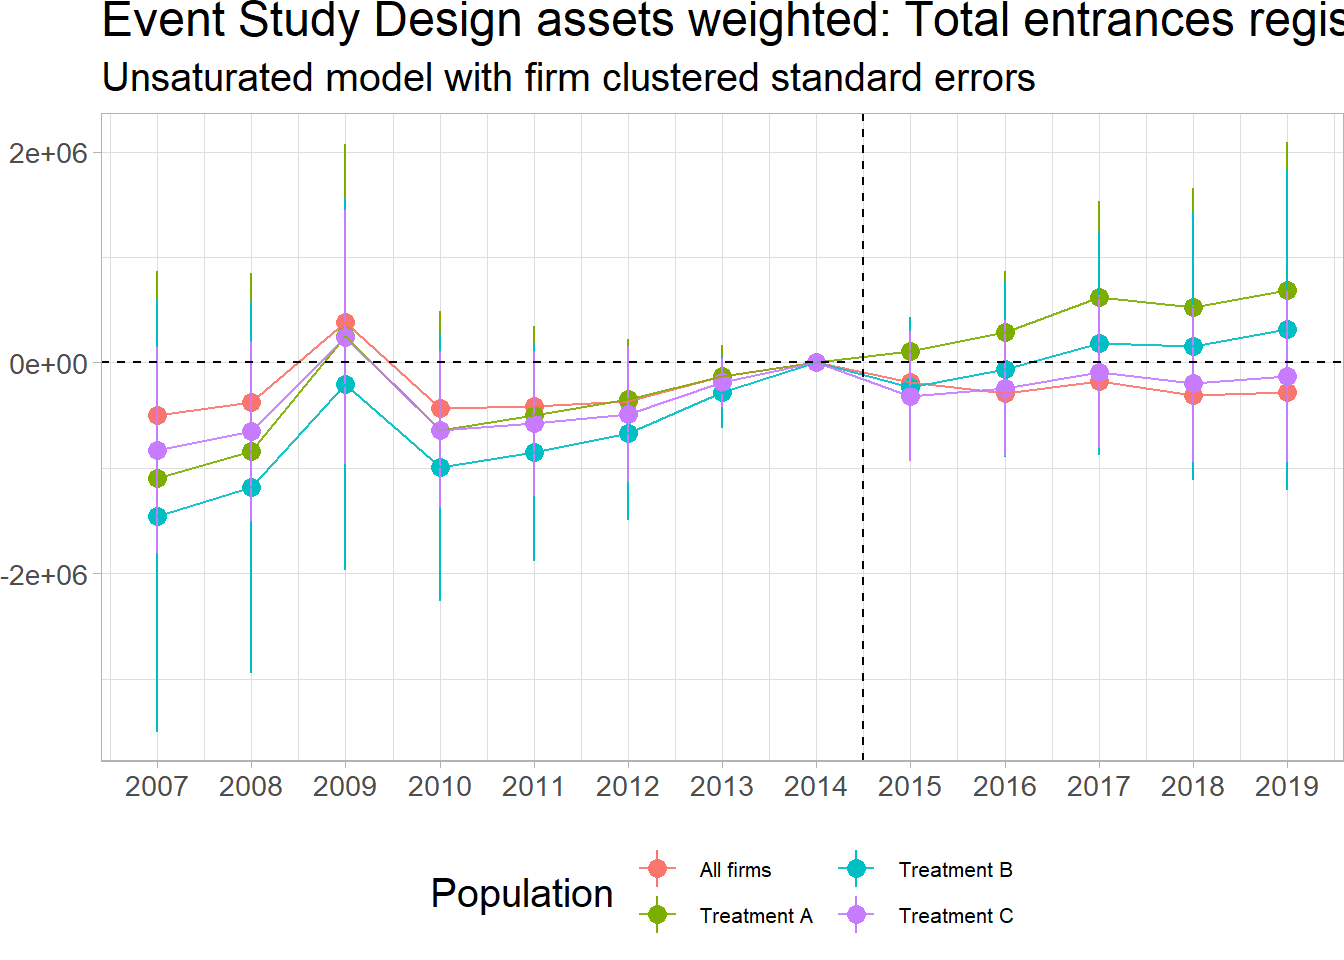 Event Study Design assets weighted: Total entrances regis
Unsaturated model with firm clustered standard errors
2e+06
0e+00
-2e+06
2007 2008 2009 2010 2011 2012 2013 2014 2015 2016 2017 2018 2019
Population
All firms
Treatment B
Treatment A
Treatment C